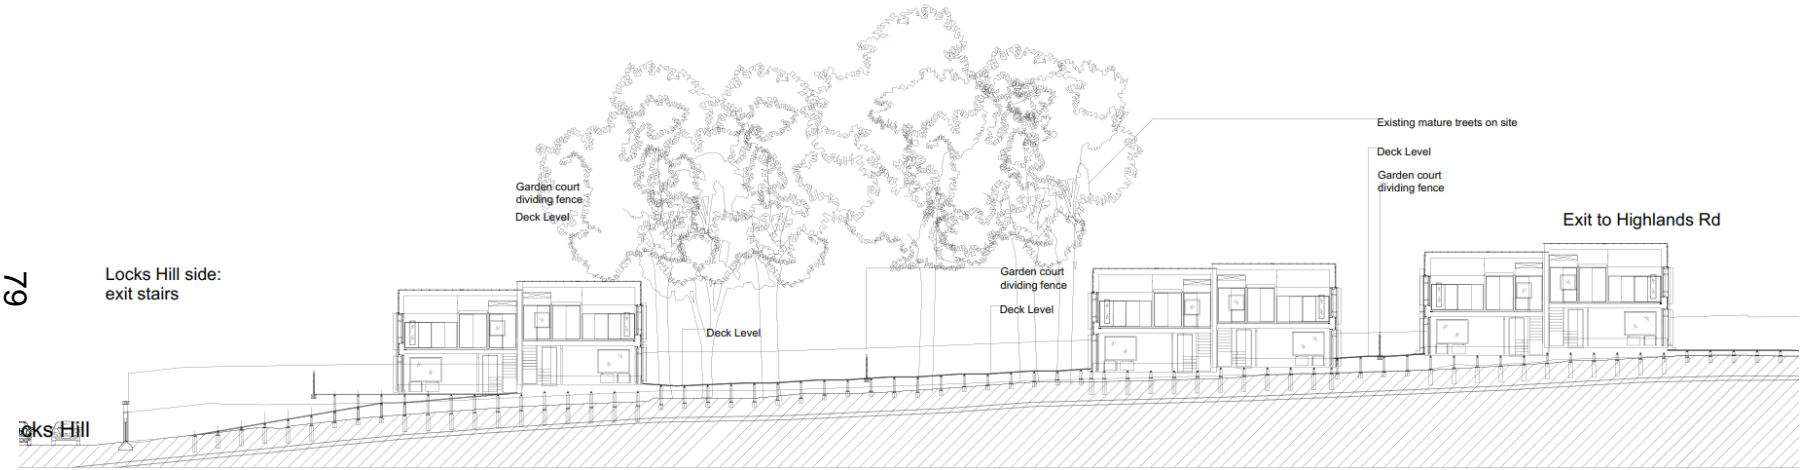 Existing mature treets on site
Deck Level
Garden court
dividing fence
Garden court
dividing fence
Deck Level
Exit to Highlands Rd
Locks Hill side:
exit stairs
Garden court
dividing fence
Deck Level
Deck Level
79
cks Hill